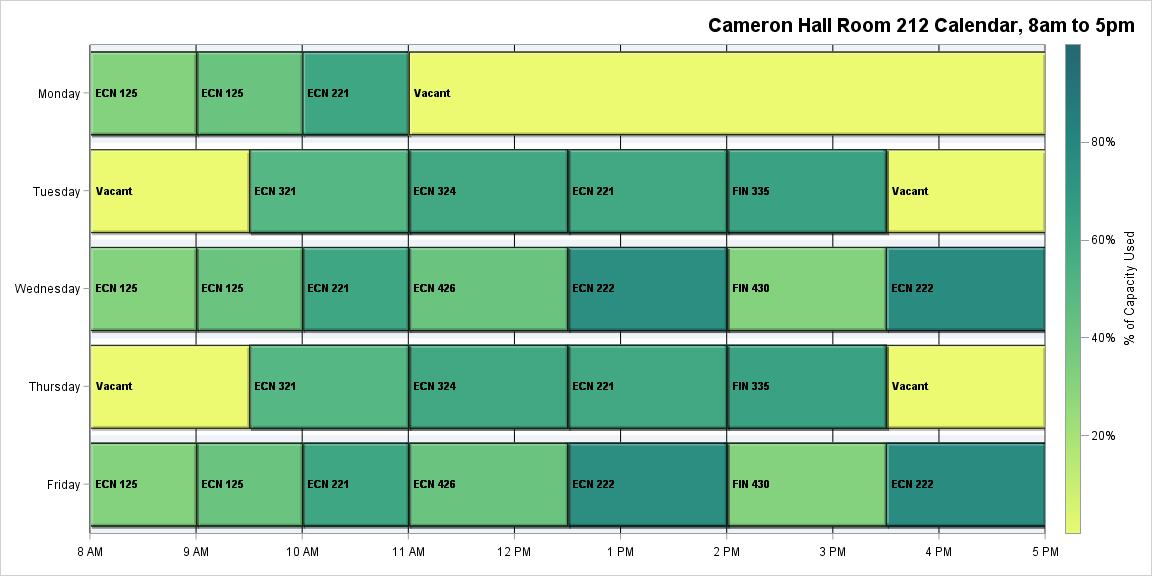 Cameron Hall Room 212 Calendar, 8am to 5pm
Monday ECN 125 ECN 125 ECN 221 Vacant
Tuesday Vacant ECN 321 ECN 324 ECN 221 FIN 335 Vacant
Wednesday ECN 125 ECN 125 ECN 221 ECN 426 ECN 222 FIN 430 ECN 222
Thursday Vacant ECN 321 ECN 324 ECN 221 FIN 335 Vacant
Friday ECN 125 ECN 125 ECN 221 ECN 426 ECN 222 FIN 430 ECN 222
8 AM 9 AM 10 AM 11 AM 12 PM 1 PM 2 PM 3 PM 4 PM 5 PM
80%
60%
40%
20%
% of Capacity Used